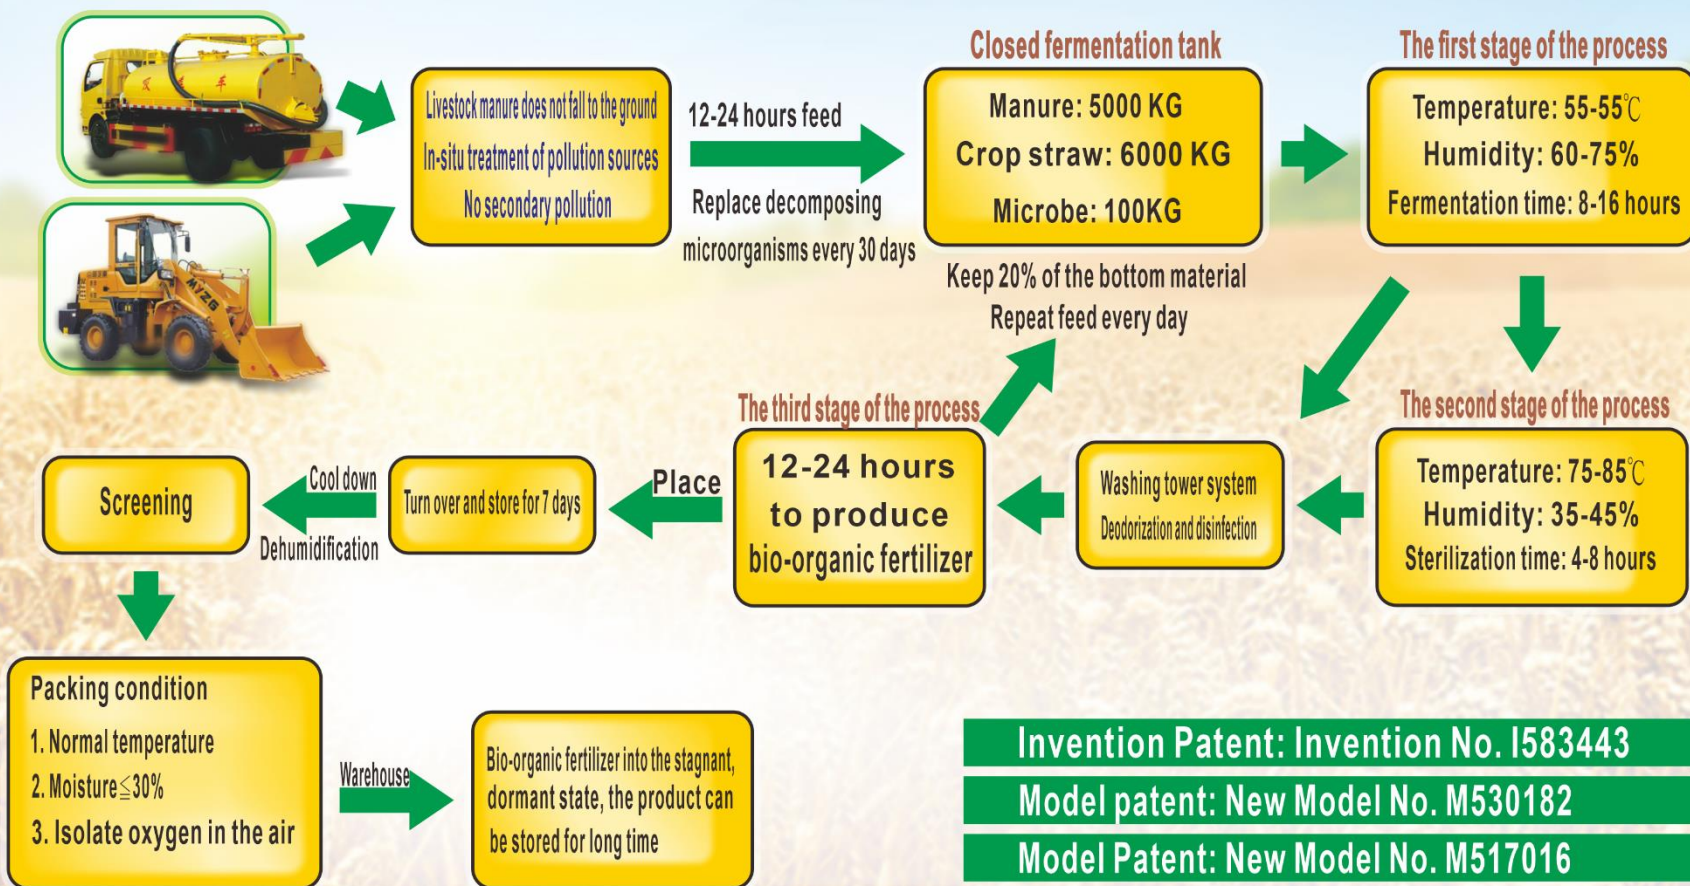 Livestock manure does not fall to the ground
In-situ treatment of pollution sources
No secondary pollution
12-24 hours feed
Replace decomposing
microorganisms every 30 days
Closed fermentation tank
Manure: 5000 KG
Crop straw: 6000 KG
Microbe: 100KG
Keep 20% of the bottom material
Repeat feed every day
The first stage of the process
Temperature: 55-55℃
Humidity: 60-75%
Fermentation time: 8-16 hours
MYZG
The second stage of the process
Temperature: 75-85℃
Humidity: 35-45%
Sterilization time: 4-8 hours
Washing tower system
Deodorization and disinfection
The third stage of the process
12-24 hours
to produce
bio-organic fertilizer
Place
Turn over and store for 7 days
Cool down
Dehumidification
Screening
Packing condition
1. Normal temperature
2. Moisture≦30%
3. Isolate oxygen in the air
Warehouse
Bio-organic fertilizer into the stagnant,
dormant state, the product can
be stored for long time
Invention Patent: Invention No. I583443
Model patent: New Model No. M530182
Model Patent: New Model No. M517016